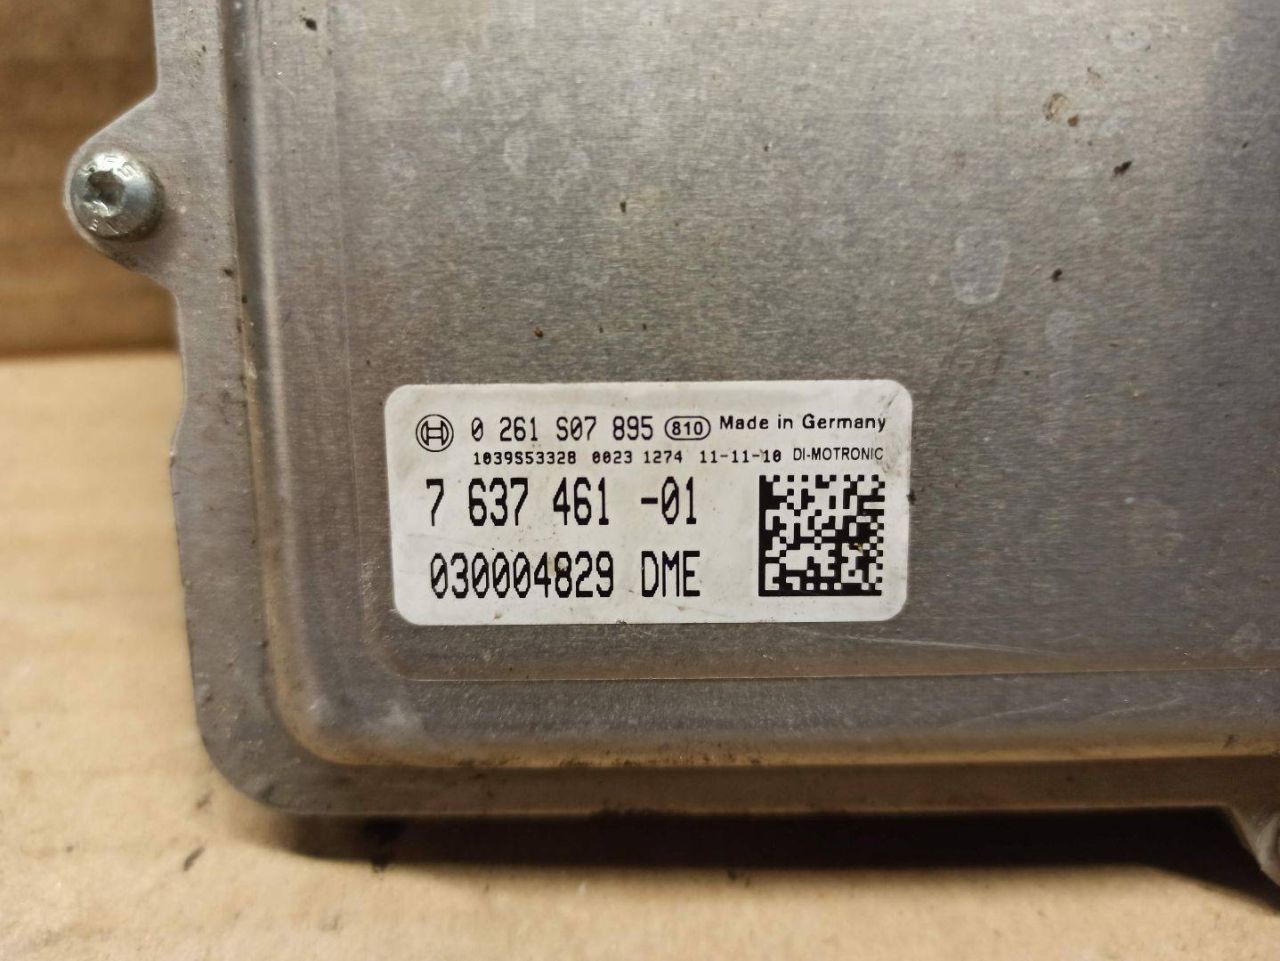 0 261 S07 895 810 Made in Germany
1039S53328 0023 1274 11-11-10 DI-MOTRONIC
7 637 461 -01
030004829 DME